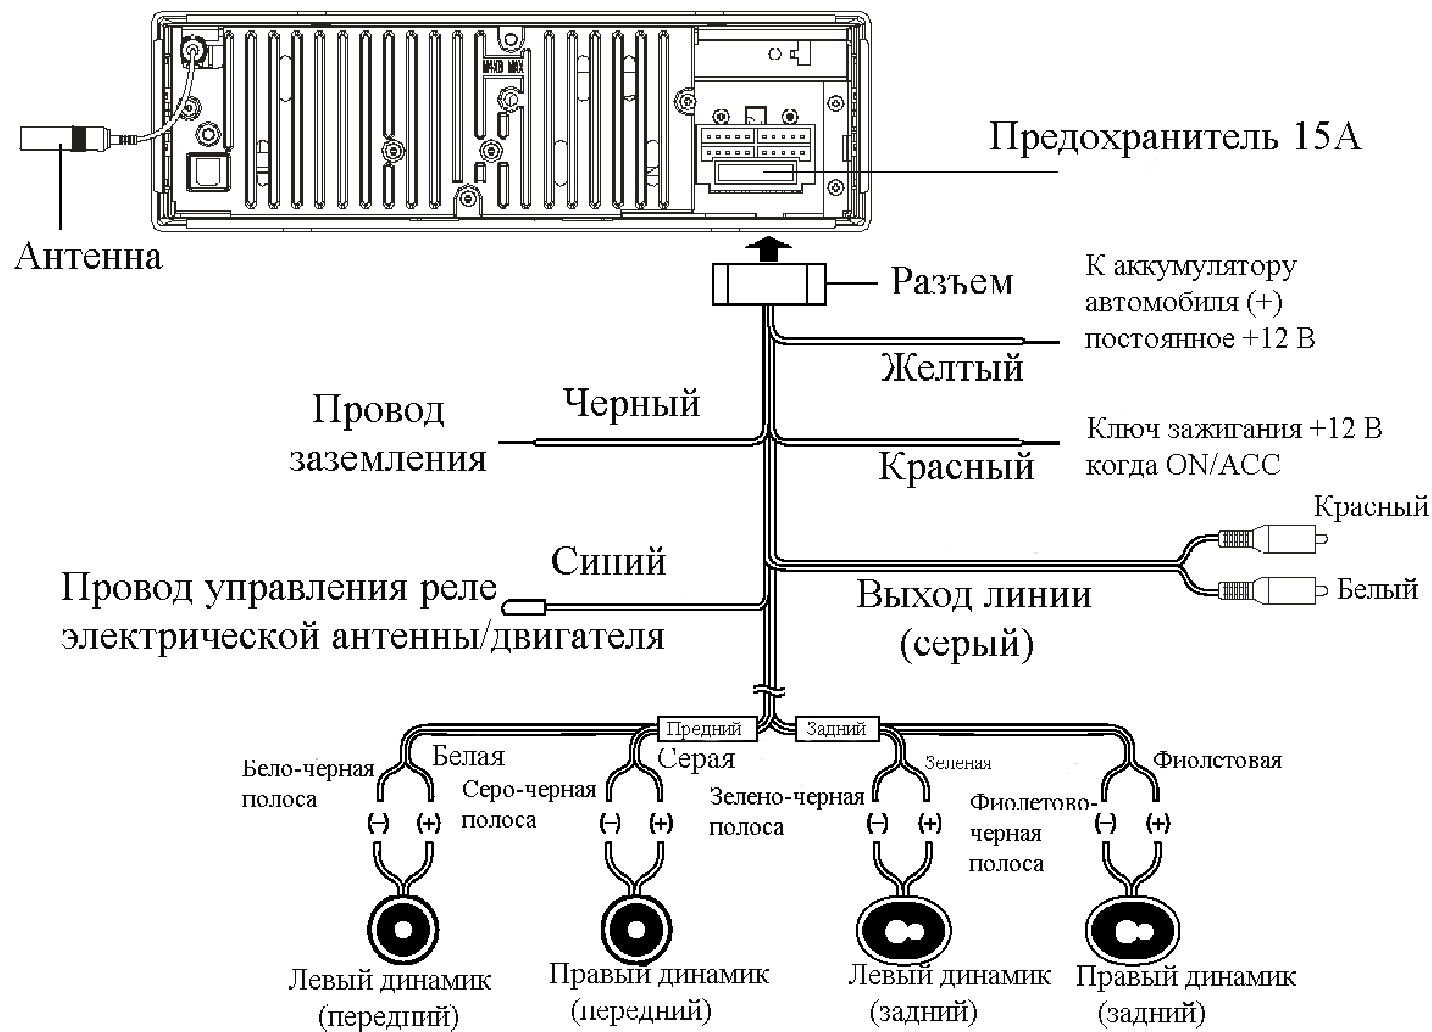 Предохранитель 15А
Антенна
Разъем
К аккумулятору
автомобиля (+)
постоянное +12 В
Желтый
Черный
Провод
заземления
Красный
Ключ зажигания +12 В
когда ON/ACC
Красный
Белый
Синий
Провод управления реле
электрической антенны/двигателя
Выход линии
(серый)
Предний
Задний
Бело-черная
полоса
Белая
Серо-черная
полоса
Серая
Зелено-черная
полоса
Зеленая
Фиолетово-
черная
полоса
Фиолетовая
(-) (+) (-) (+) (-) (+) (-) (+)
Левый динамик
(передний)
Правый динамик
(передний)
Левый динамик
(задний)
Правый динамик
(задний)